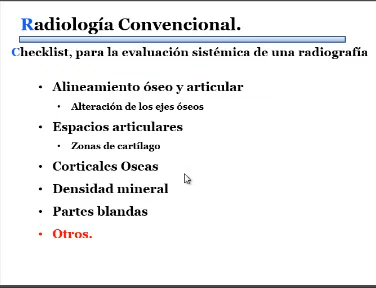 Radiología Convencional.
Checklist, para la evaluación sistémica de una radiografía
• Alineamiento óseo y articular
• Alteración de los ejes óseos
• Espacios articulares
• Zonas de cartílago
• Corticales Oseas
• Densidad mineral
• Partes blandas
• Otros.